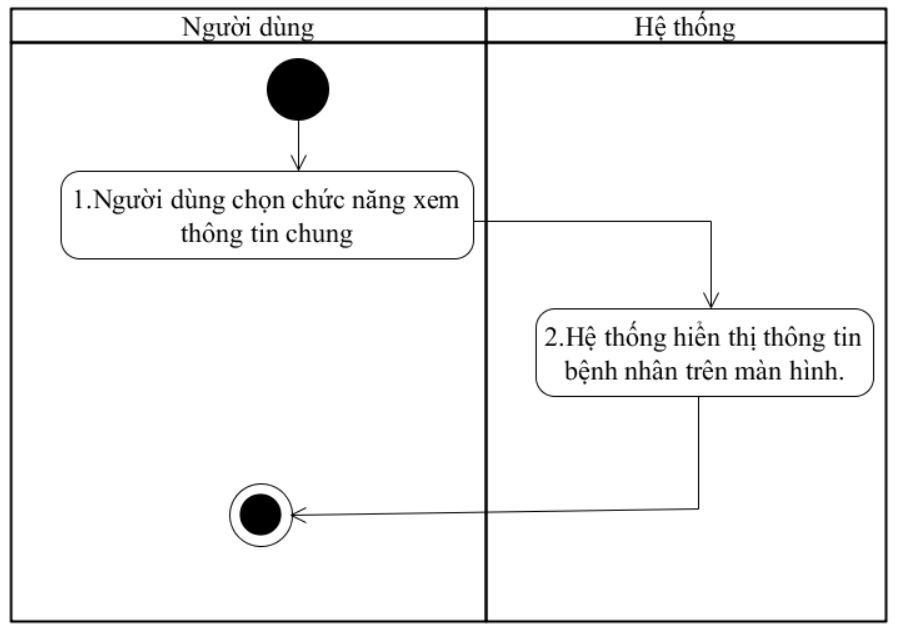 Người dùng
Hệ thống
1.Người dùng chọn chức năng xem
thông tin chung
2.Hệ thống hiển thị thông tin
bệnh nhân trên màn hình.